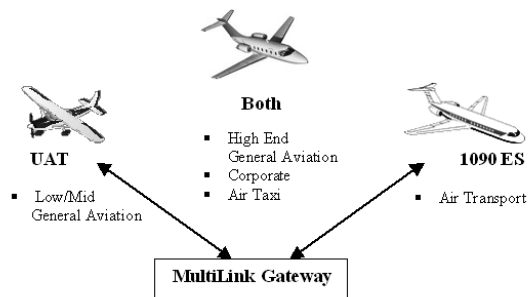 Both
▪ High End
General Aviation
▪ Corporate
▪ Air Taxi
UAT
▪ Low/Mid
General Aviation
1090 ES
▪ Air Transport
MultiLink Gateway